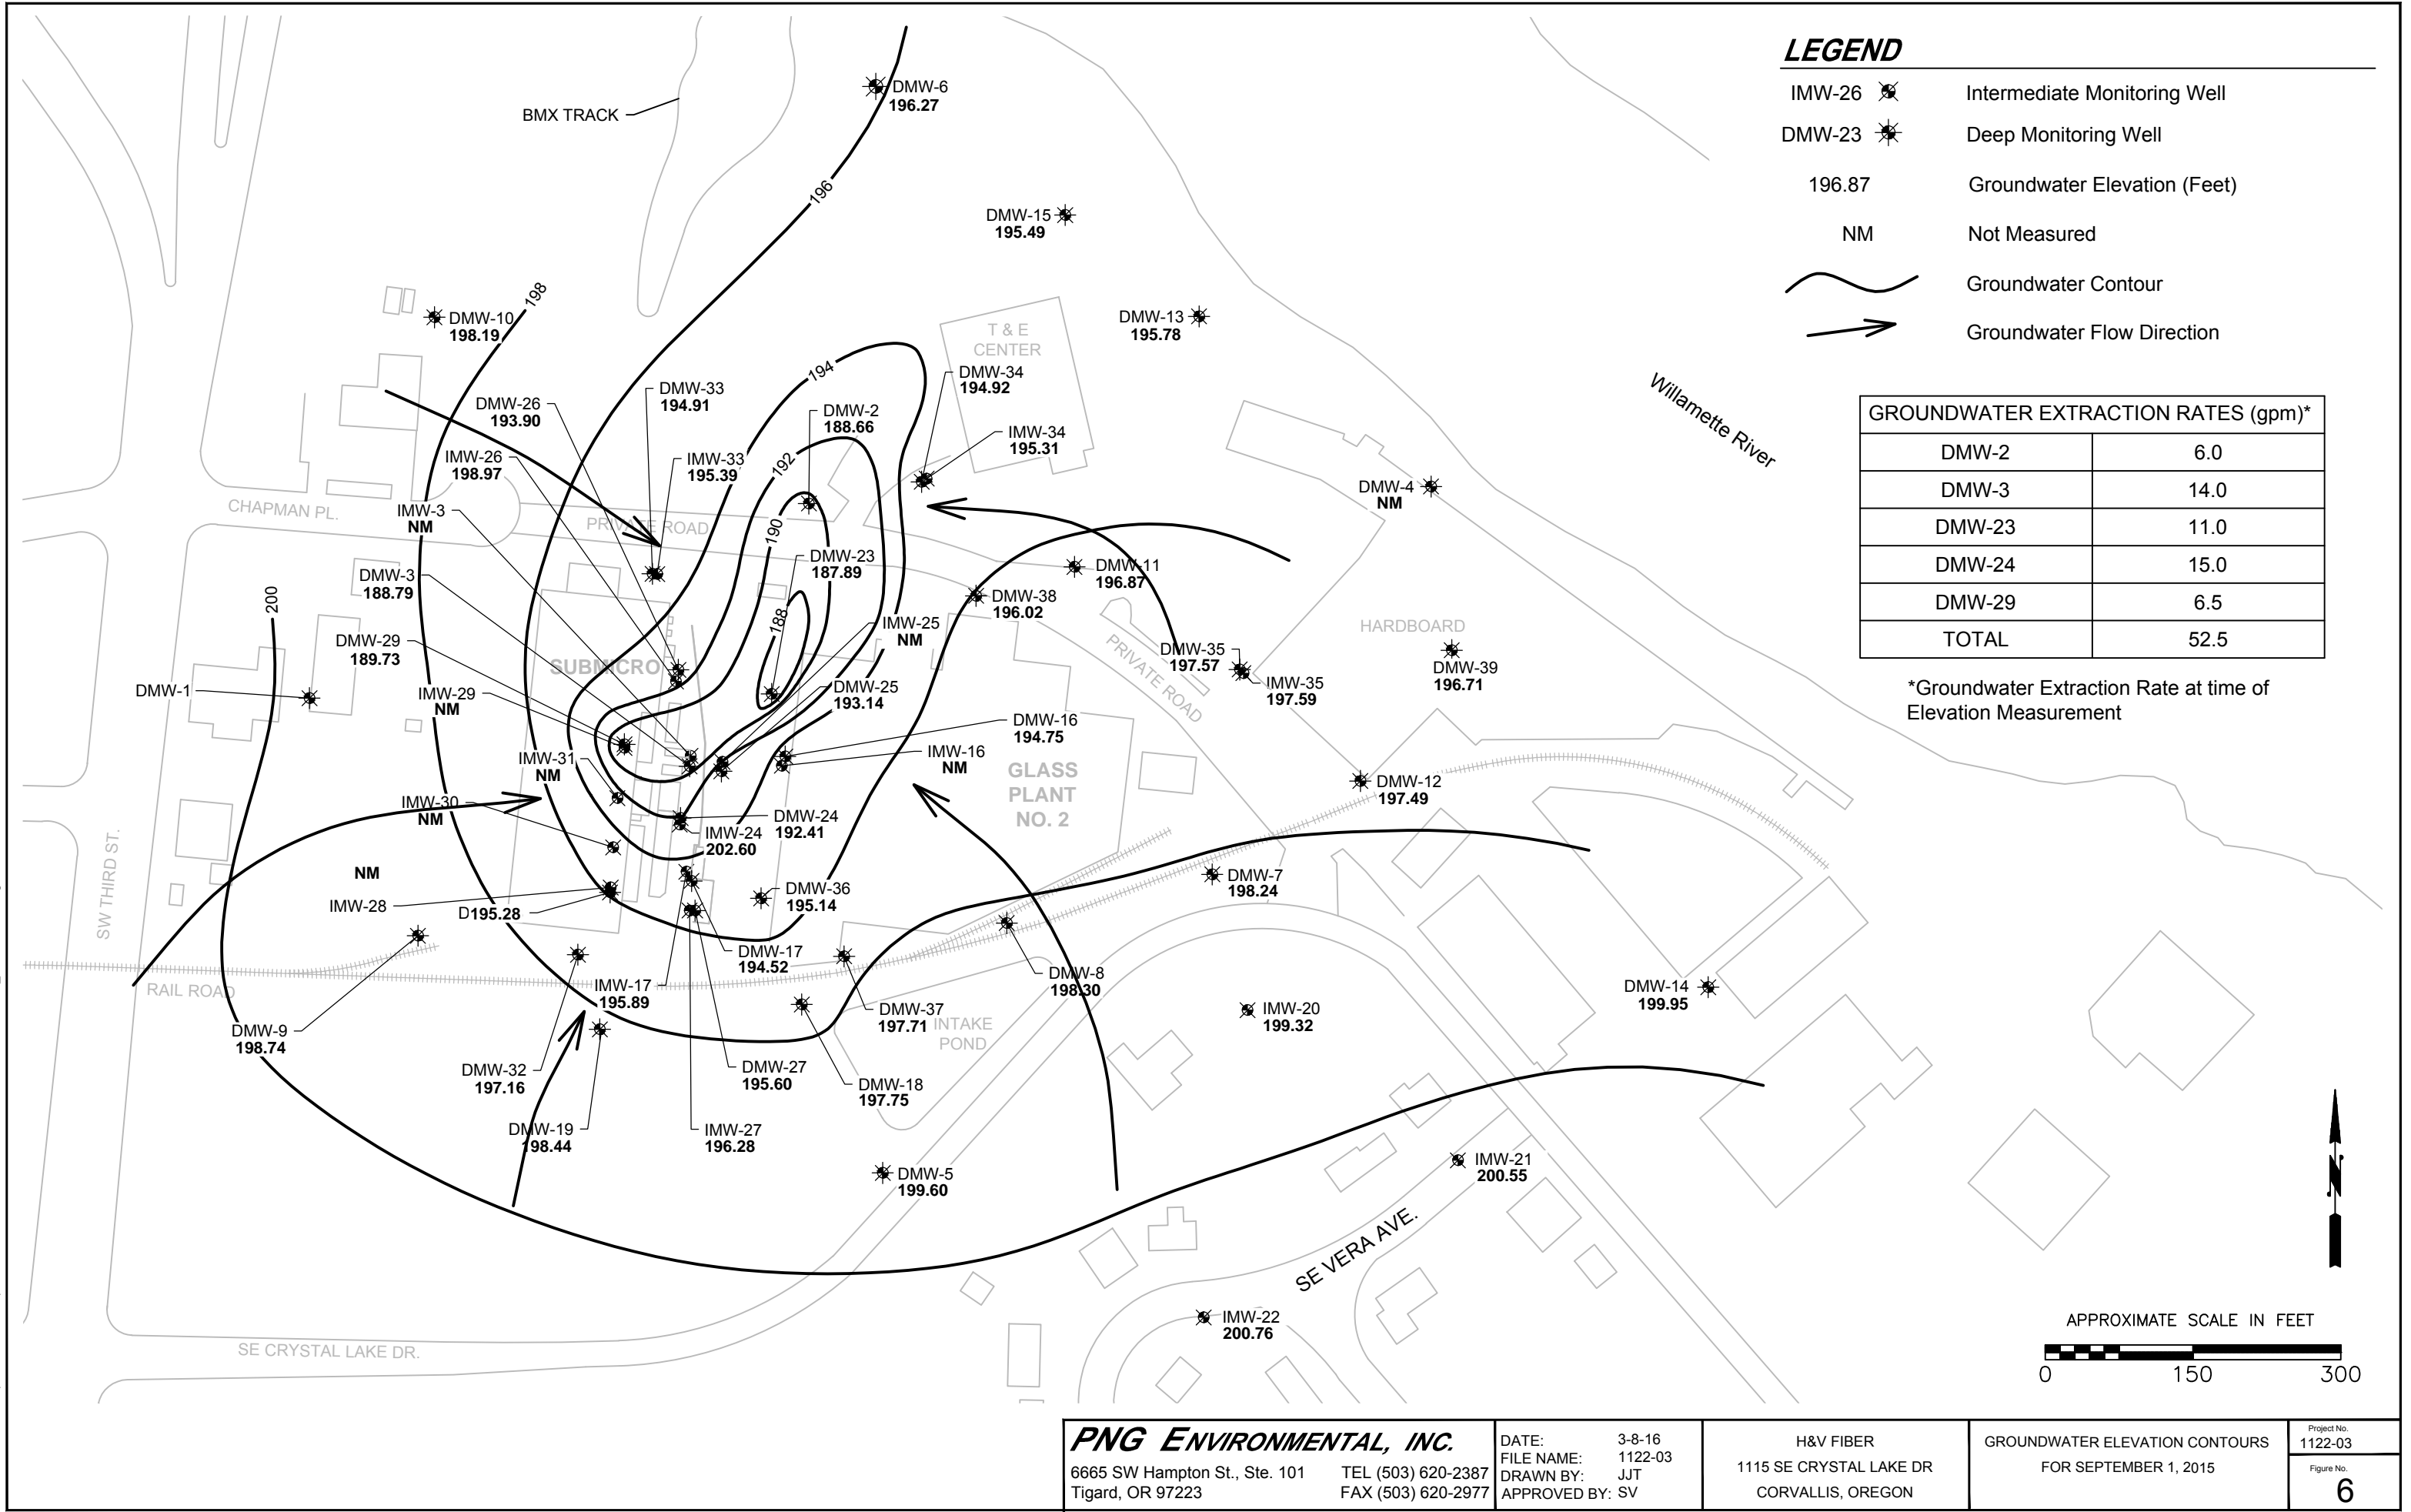 LEGEND
IMW-26 Intermediate Monitoring Well
DMW-23 Deep Monitoring Well
196.87 Groundwater Elevation (Feet)
NM Not Measured
Groundwater Contour
Groundwater Flow Direction
GROUNDWATER EXTRACTION RATES (gpm)*
DMW-2 6.0
DMW-3 14.0
DMW-23 11.0
DMW-24 15.0
DMW-29 6.5
TOTAL 52.5
*Groundwater Extraction Rate at time of
Elevation Measurement
DMW-6
196.27
BMX TRACK
196
DMW-15
195.49
198
DMW-10
198.19
DMW-13
195.78
T & E
CENTER
194
DMW-34
194.92
DMW-33
194.91
DMW-26
193.90
DMW-2
188.66
IMW-34
195.31
Willamette River
IMW-26
198.97
IMW-33
195.39
192
DMW-4
NM
CHAPMAN PL.
IMW-3
NM
PRIVATE ROAD
190
DMW-23
187.89
DMW-11
196.87
DMW-3
188.79
200
DMW-38
196.02
188
IMW-25
NM
HARDBOARD
PRIVATE ROAD
DMW-29
189.73
SUBMICRO
DMW-35
197.57
DMW-39
196.71
IMW-35
197.59
DMW-1
IMW-29
NM
DMW-25
193.14
DMW-16
194.75
IMW-16
NM
IMW-31
NM
GLASS
PLANT
NO. 2
DMW-12
197.49
IMW-30
NM
DMW-24
192.41
IMW-24
202.60
SW THIRD ST.
NM
IMW-28
D195.28
DMW-36
195.14
DMW-7
198.24
DMW-17
194.52
DMW-8
198.30
IMW-17
195.89
RAIL ROAD
DMW-14
199.95
DMW-37
197.71
INTAKE
POND
IMW-20
199.32
DMW-9
198.74
DMW-32
197.16
DMW-27
195.60
DMW-18
197.75
DMW-19
198.44
IMW-27
196.28
DMW-5
199.60
IMW-21
200.55
SE VERA AVE.
IMW-22
200.76
SE CRYSTAL LAKE DR.
N
APPROXIMATE SCALE IN FEET
0 150 300
PNG ENVIRONMENTAL, INC.
6665 SW Hampton St., Ste. 101 TEL (503) 620-2387
Tigard, OR 97223 FAX (503) 620-2977
DATE: 3-8-16
FILE NAME: 1122-03
DRAWN BY: JJT
APPROVED BY: SV
H&V FIBER
1115 SE CRYSTAL LAKE DR
CORVALLIS, OREGON
GROUNDWATER ELEVATION CONTOURS
FOR SEPTEMBER 1, 2015
Project No.
1122-03
Figure No.
6